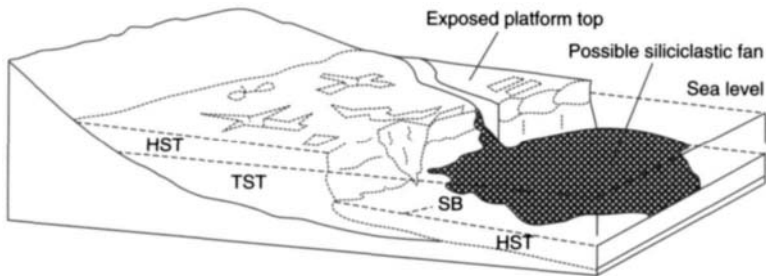 Exposed platform top
Possible siliciclastic fan
Sea level
HST
TST
SB
HST